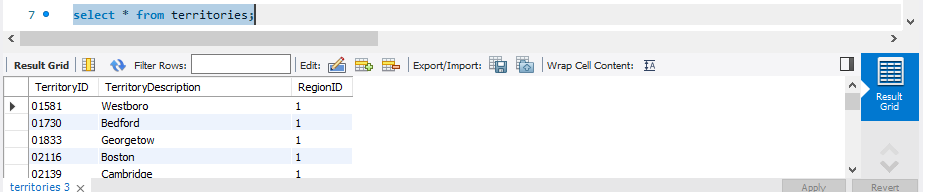 7 select * from territories;
Result Grid Filter Rows: Edit: Export/Import: Wrap Cell Content: IA
TerritoryID TerritoryDescription RegionID
01581 Westboro 1
01730 Bedford 1
01833 Georgetow 1
02116 Boston 1
02139 Cambridge 1
Result
Grid
territories 3 × Apply Revert